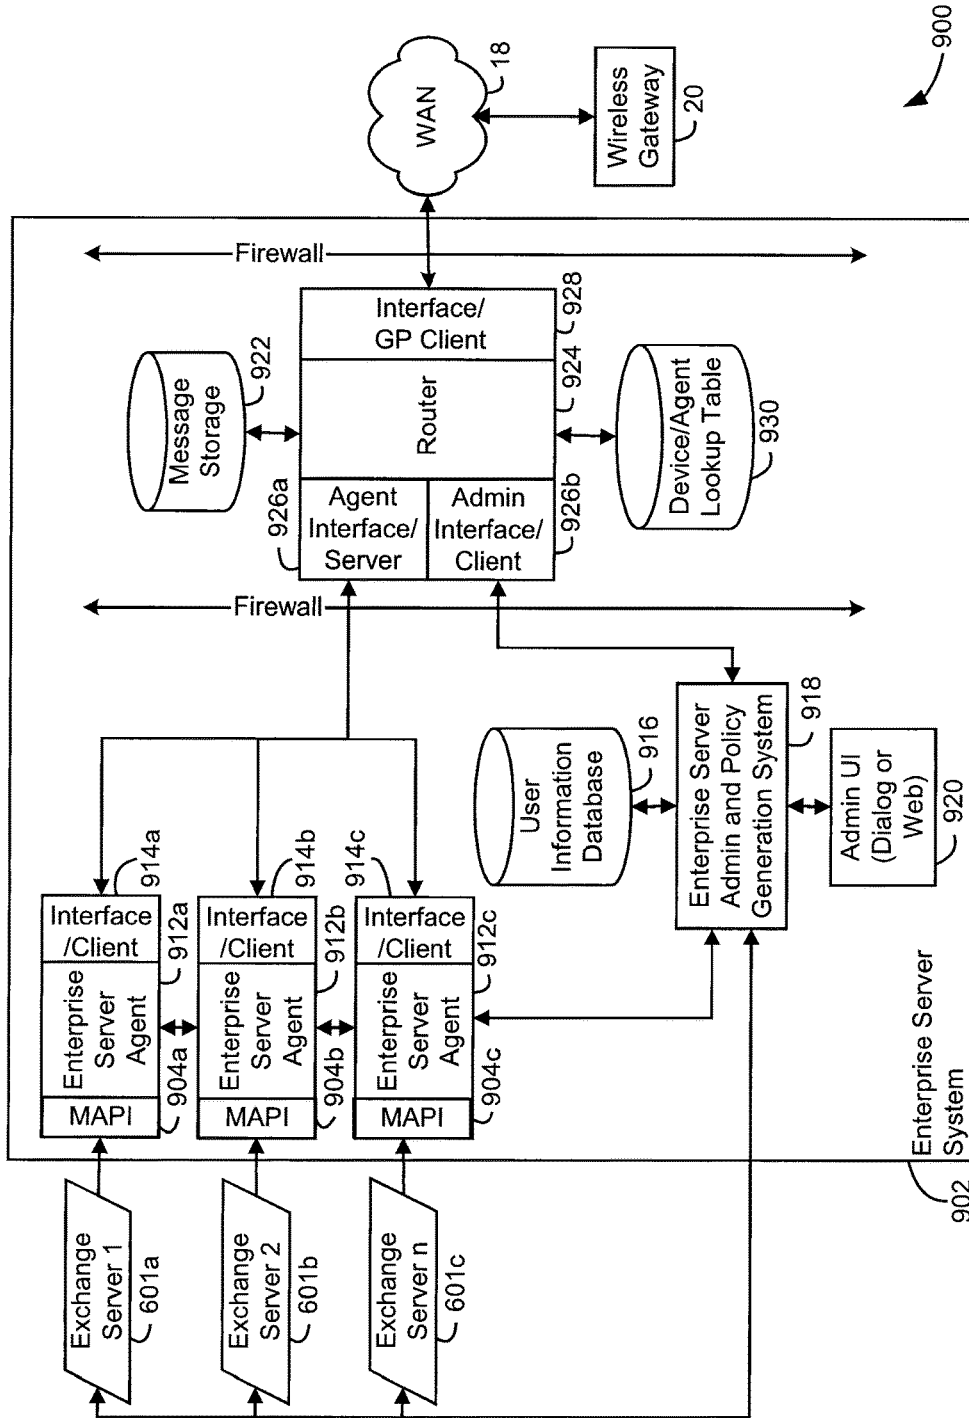 Exchange
Server 1
601a
Exchange
Server 2
601b
Exchange
Server n
601c
MAPI
904a
Enterprise
Server
Agent
912a
Interface
/Client
914a
MAPI
904b
Enterprise
Server
Agent
912b
Interface
/Client
914b
MAPI
904c
Enterprise
Server
Agent
912c
Interface
/Client
914c
User
Information
Database
916
Enterprise Server
Admin and Policy
Generation System
918
Admin UI
(Dialog or
Web)
920
Firewall
Message
Storage
922
926a
Agent
Interface/
Server
Admin
Interface/
Client
926b
Router
924
Interface/
GP Client
928
Device/Agent
Lookup Table
930
Firewall
WAN
18
Wireless
Gateway
20
Enterprise Server
System
902
900